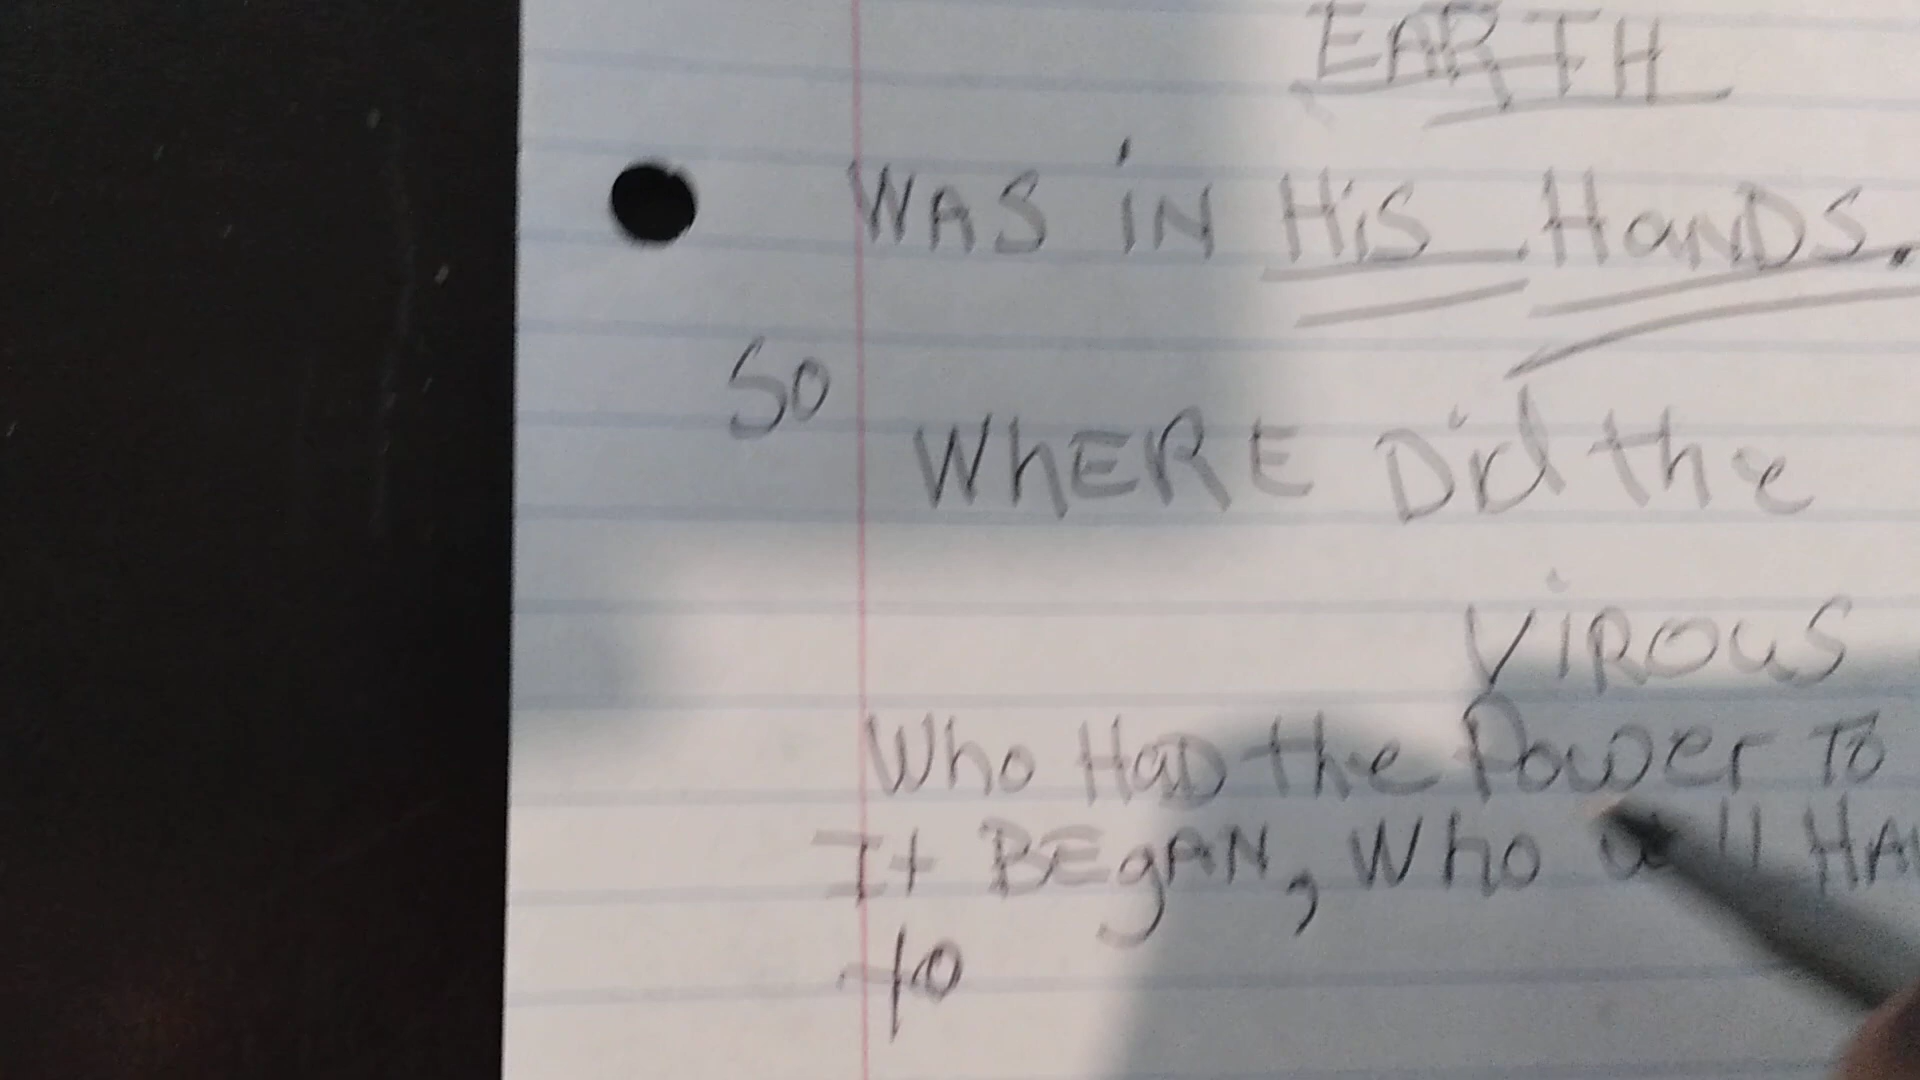 EARTH
WAS iN HiS HaNDS.
So
WhERE Did the
ViROuS
Who HaD the Power To
It BEgAN, Who HA
to